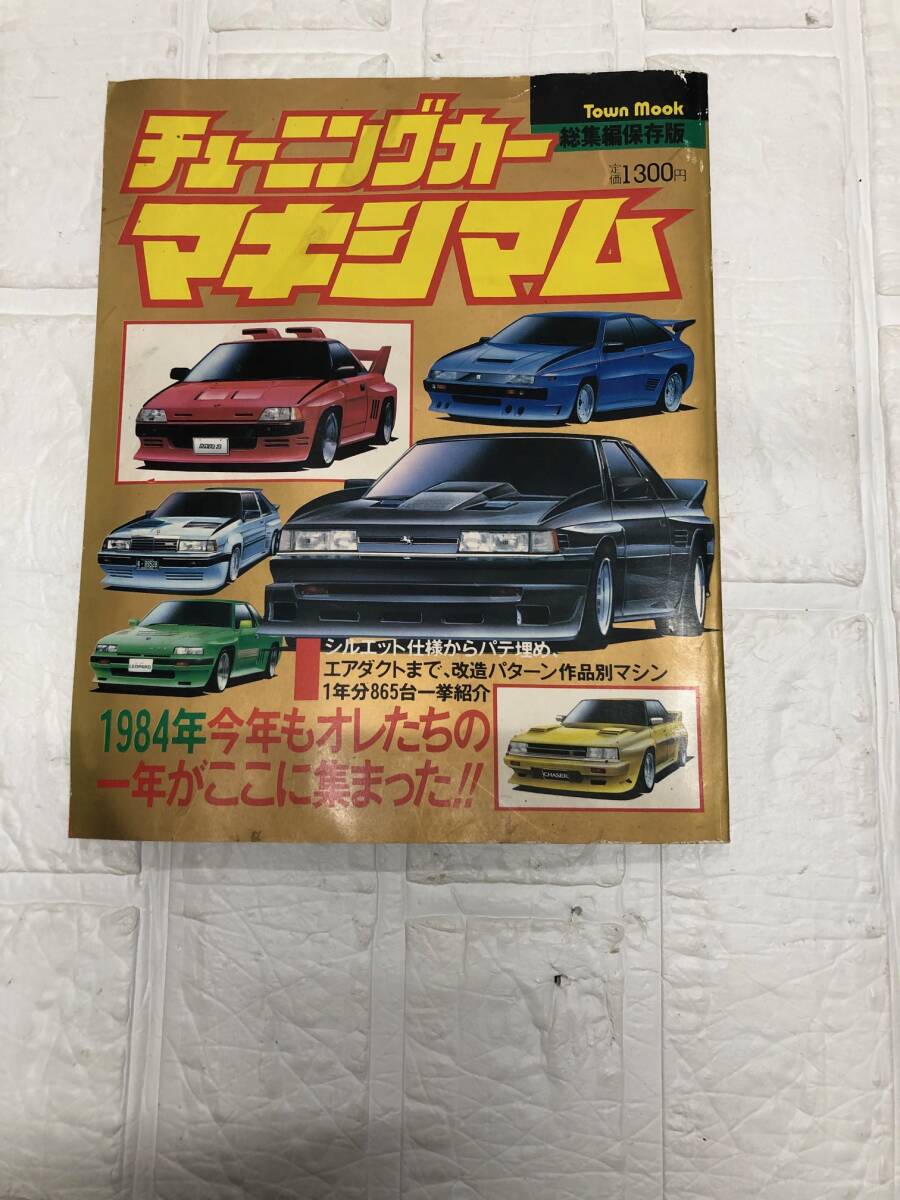 Town Mook
総集編保存版
定価1300円
チューニングカー
マキシマム
LEOPARD
シルエット仕様からパテ埋め、
エアダクトまで、改造パターン作品別マシン
1年分865台一挙紹介
1984年今年もオレたちの
一年がここに集まった!!
CHASER